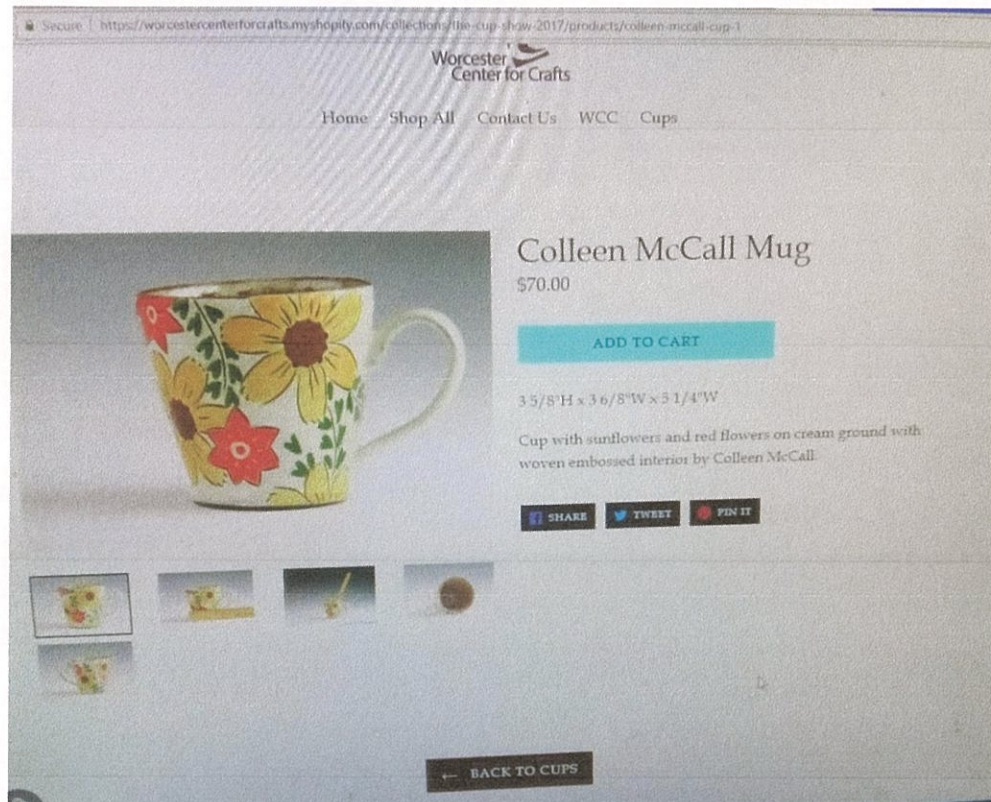 Secure https://worcestercenterforcrafts.myshopify.com/collections/the-cup-show-2017/products/colleen-mccall-cup-1
Worcester
Center for Crafts
Home Shop All Contact Us WCC Cups
Colleen McCall Mug
$70.00
ADD TO CART
3 5/8"H x 3 6/8"W x 5 1/4"W
Cup with sunflowers and red flowers on cream ground with
woven embossed interior by Colleen McCall.
SHARE TWEET PIN IT
← BACK TO CUPS